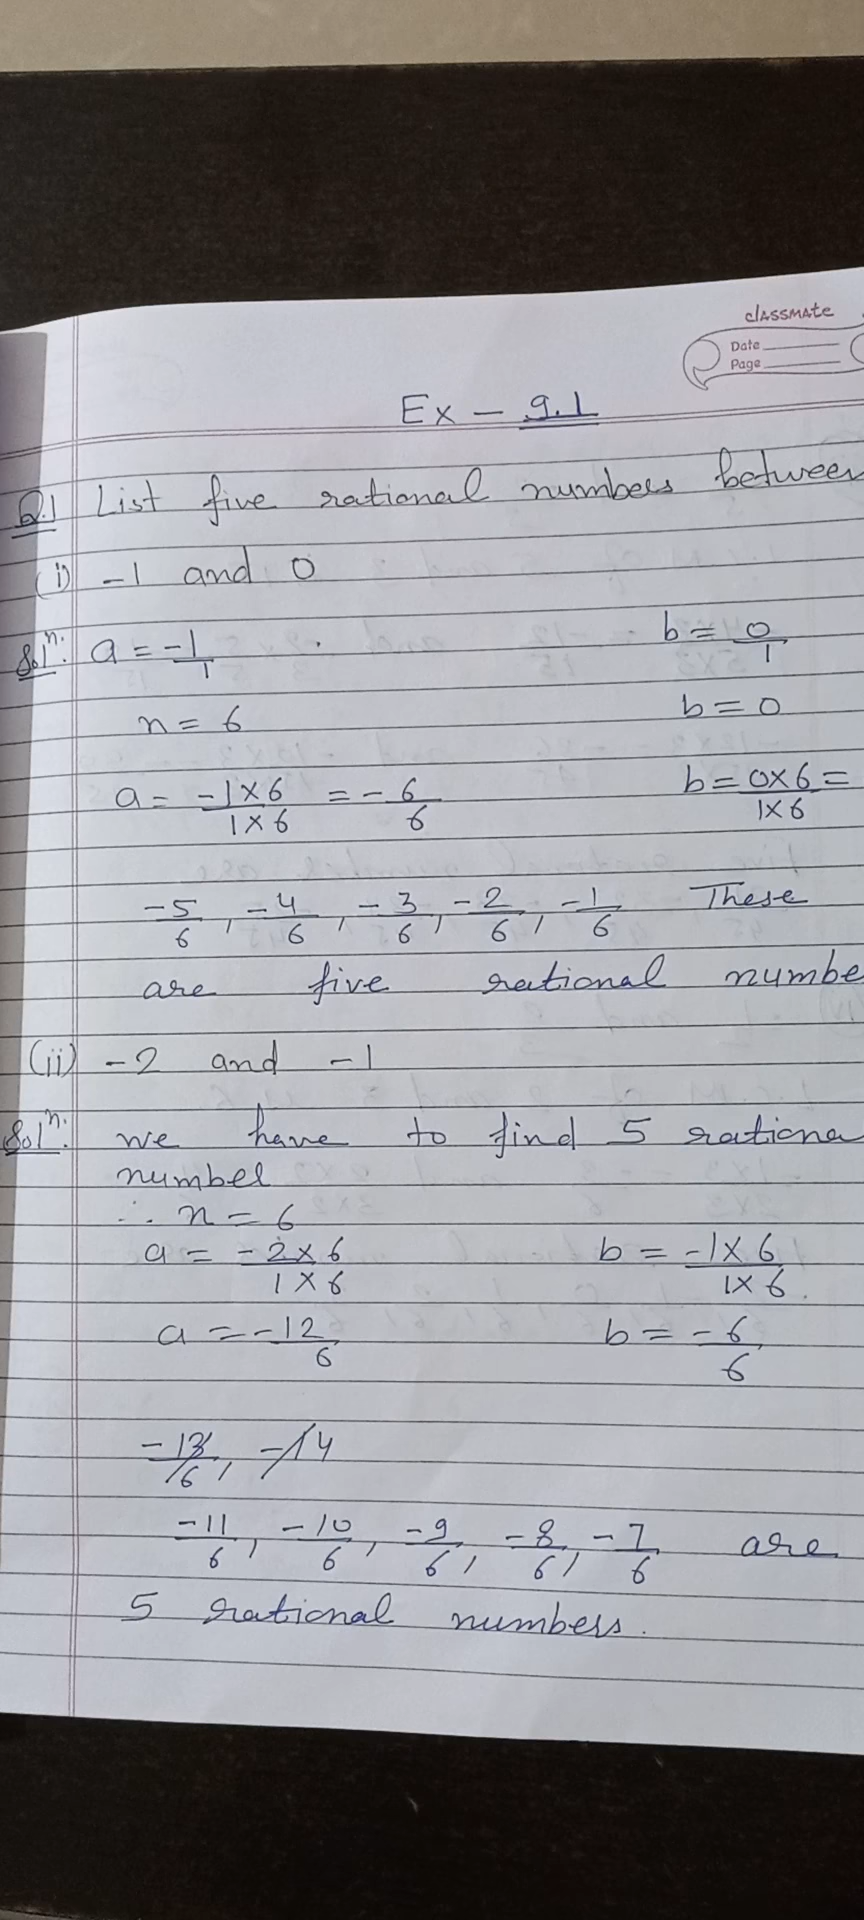 classmate
Date
Page
Ex - 9.1
Q.1 List five rational numbers between
(i) -1 and 0
Solⁿ. a = -1/1 b = 0/1
n = 6 b = 0
a = -1×6/1×6 = -6/6 b = 0×6/1×6 =
-5/6, -4/6, -3/6, -2/6, -1/6 These
are five rational numbe
(ii) -2 and -1
Solⁿ. we have to find 5 rationa
number
∴ n = 6
a = -2×6/1×6 b = -1×6/1×6.
a = -12/6 b = -6/6
-13/6, -14
-11/6, -10/6, -9/6, -8/6, -7/6 are
5 rational numbers.